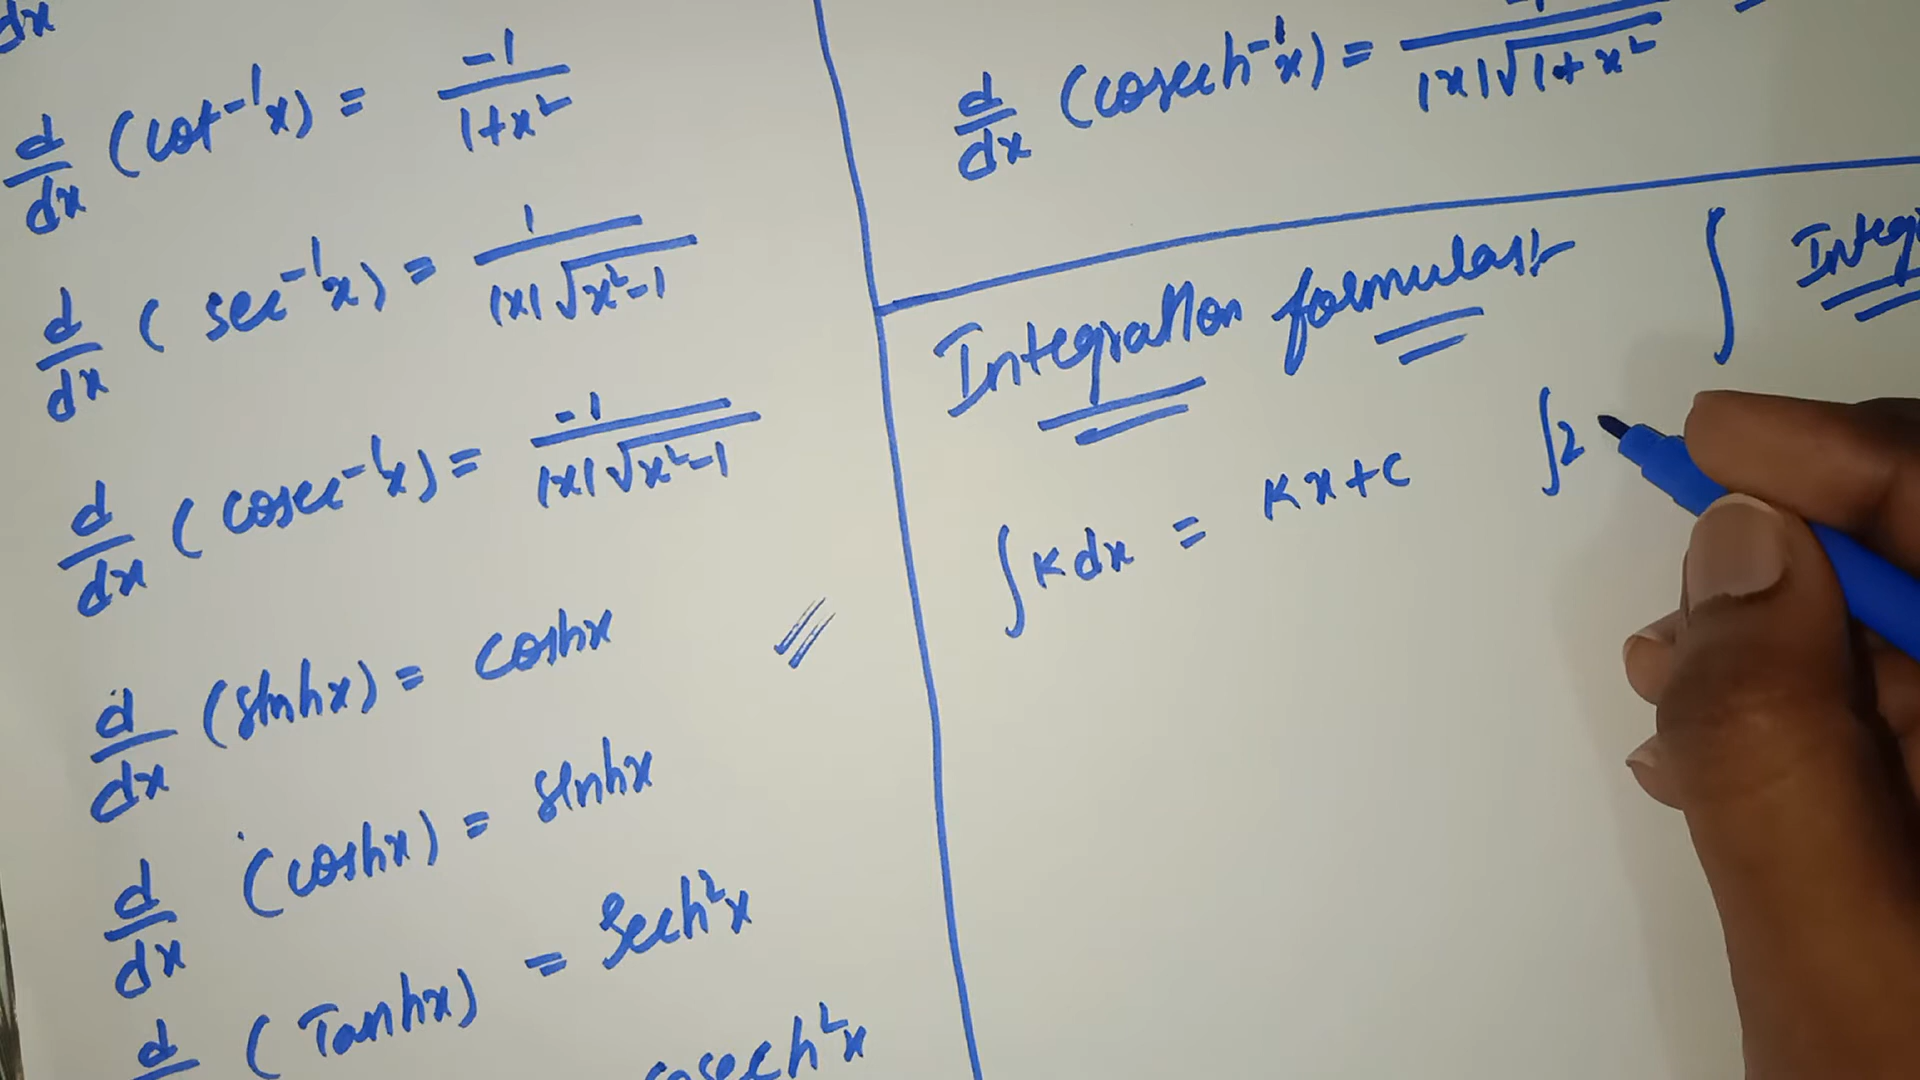 dx
d/dx (cot⁻¹x) = -1/1+x²
d/dx (sec⁻¹x) = 1/|x|√x²-1
d/dx (cosec⁻¹x) = -1/|x|√x²-1
d/dx (sinhx) = coshx
d/dx (coshx) = sinhx
d (Tanhx) = Sech²x
cosech²x
d/dx (cosech⁻¹x) = -1/|x|√1+x²
Integration formulas:-
∫
∫kdx = kx+c
∫2